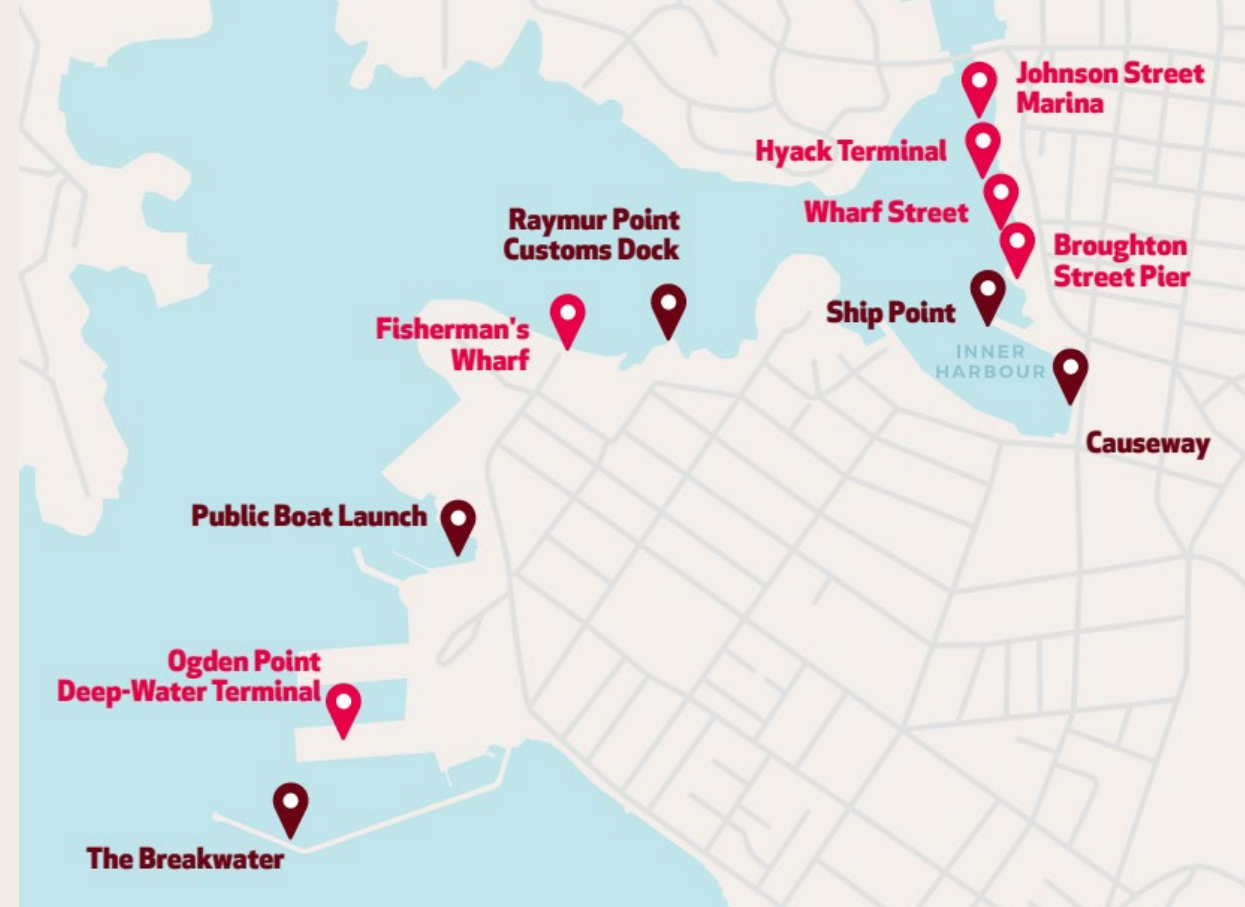 Johnson Street
Marina
Hyack Terminal
Wharf Street
Raymur Point
Customs Dock
Broughton
Street Pier
Ship Point
Fisherman's
Wharf
INNER
HARBOUR
Causeway
Public Boat Launch
Ogden Point
Deep-Water Terminal
The Breakwater